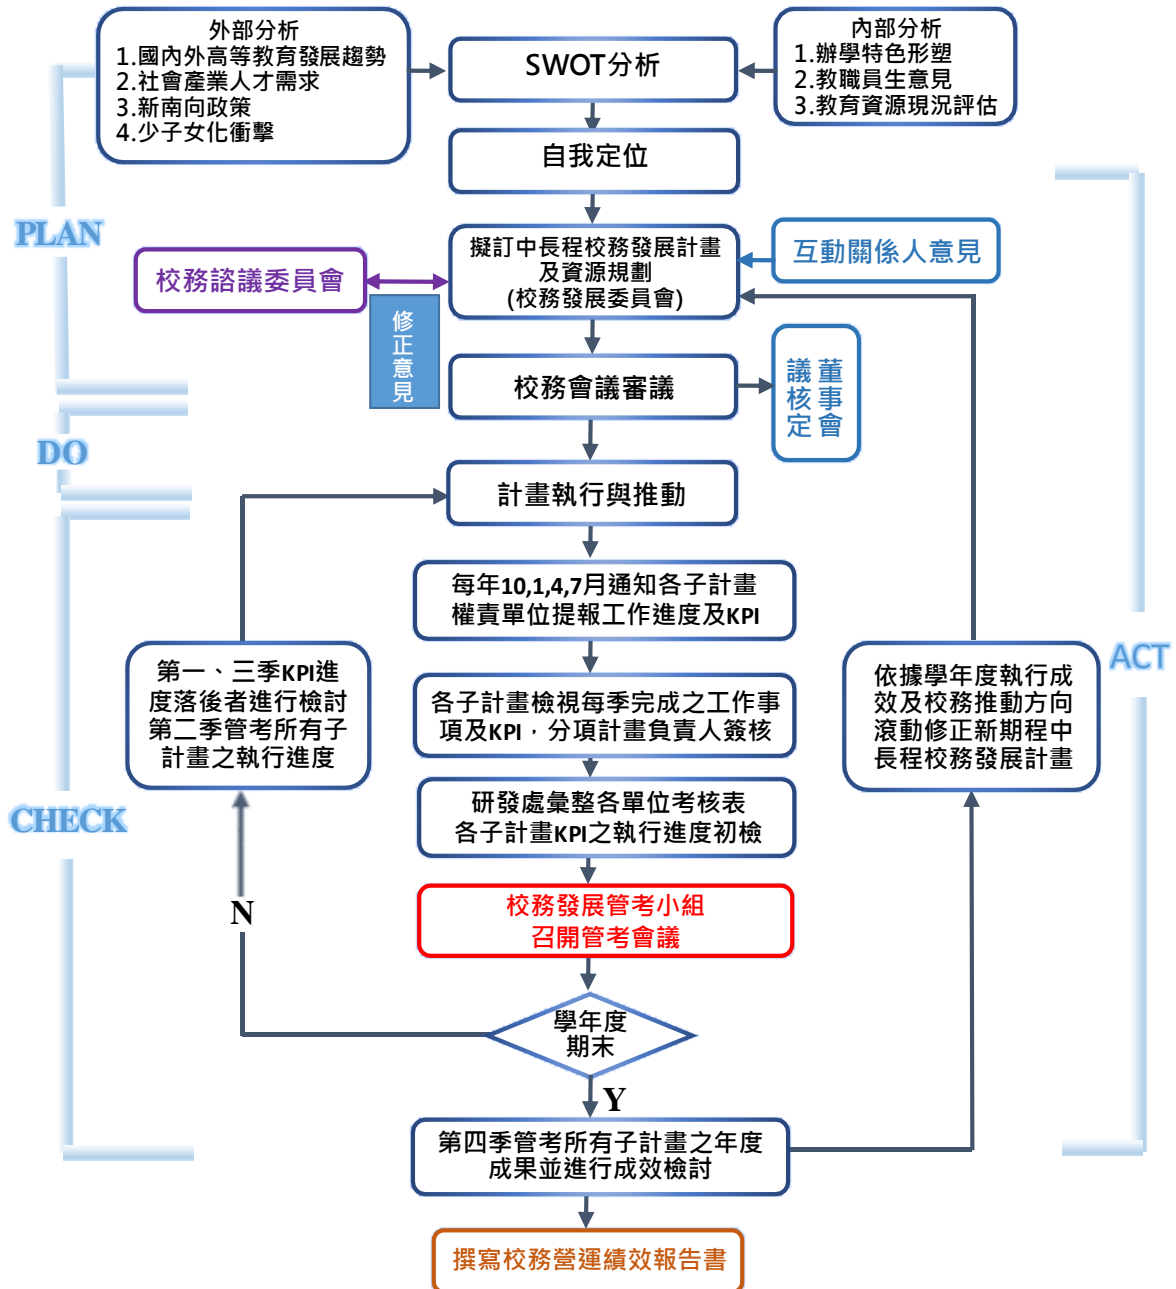 外部分析
1.國內外高等教育發展趨勢
2.社會產業人才需求
3.新南向政策
4.少子女化衝擊
SWOT分析
內部分析
1.辦學特色形塑
2.教職員生意見
3.教育資源現況評估
自我定位
PLAN
擬訂中長程校務發展計畫
及資源規劃
(校務發展委員會)
互動關係人意見
校務諮議委員會
修正意見
校務會議審議
董事會
議核定
DO
計畫執行與推動
每年10,1,4,7月通知各子計畫
權責單位提報工作進度及KPI
ACT
第一、三季KPI進
度落後者進行檢討
第二季管考所有子
計畫之執行進度
各子計畫檢視每季完成之工作事
項及KPI，分項計畫負責人簽核
依據學年度執行成
效及校務推動方向
滾動修正新期程中
長程校務發展計畫
CHECK
研發處彙整各單位考核表
各子計畫KPI之執行進度初檢
N
校務發展管考小組
召開管考會議
學年度
期末
Y
第四季管考所有子計畫之年度
成果並進行成效檢討
撰寫校務營運績效報告書